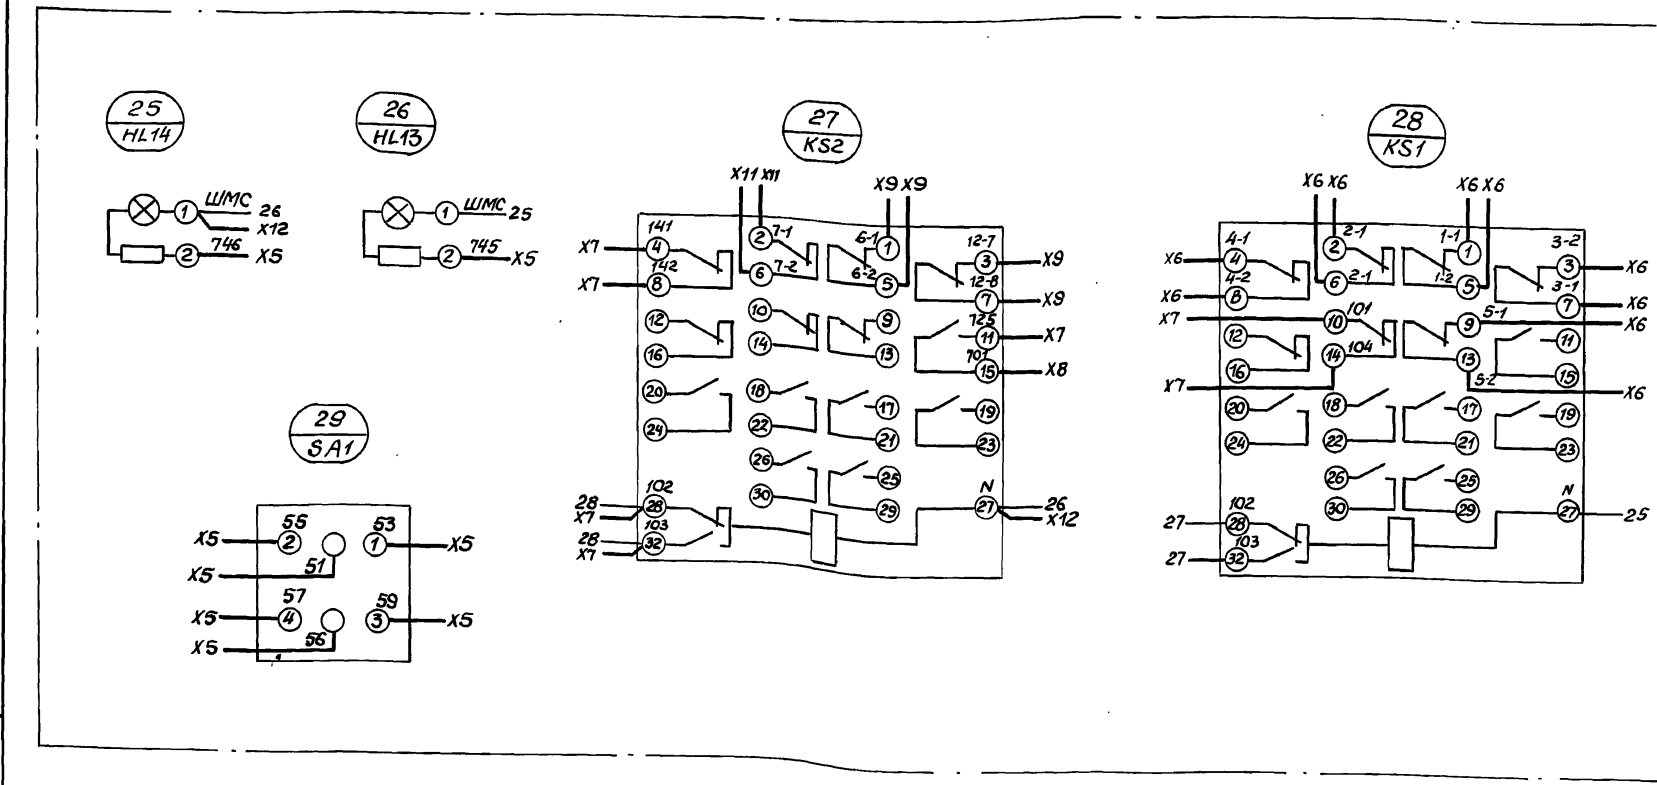 25
HL14
26
HL13
27
KS2
28
KS1
1 ШМС 26
X12
2 746 X5
1 ШМС 25
2 745 X5
X11 X11 X9 X9
141 7-1 6-1 12-7
X7 4 2 1 3 X9
142 7-2 6-2 12-8
X7 8 6 5 7 X9
12 10 9 725 11 X7
16 14 13 701 15 X8
20 18 17 19
24 22 21 23
26 25
30 29
102 N
28 X7 28 27 26 X12
103
28 X7 32
X6 X6 X6 X6
4-1 2-1 1-1 3-2
X6 4 2 1 3 X6
4-2 2-1 1-2 3-1
X6 8 6 5 7 X6
X7 10 101 9 5-1 X6
12 11
16 14 104 13 15
X7 5-2 X6
20 18 17 19
24 22 21 23
26 25
30 29
102 N
27 28 27 25
103
27 32
29
SA1
55 53
X5 2 1 X5
X5 51
57 59
X5 4 3 X5
X5 56